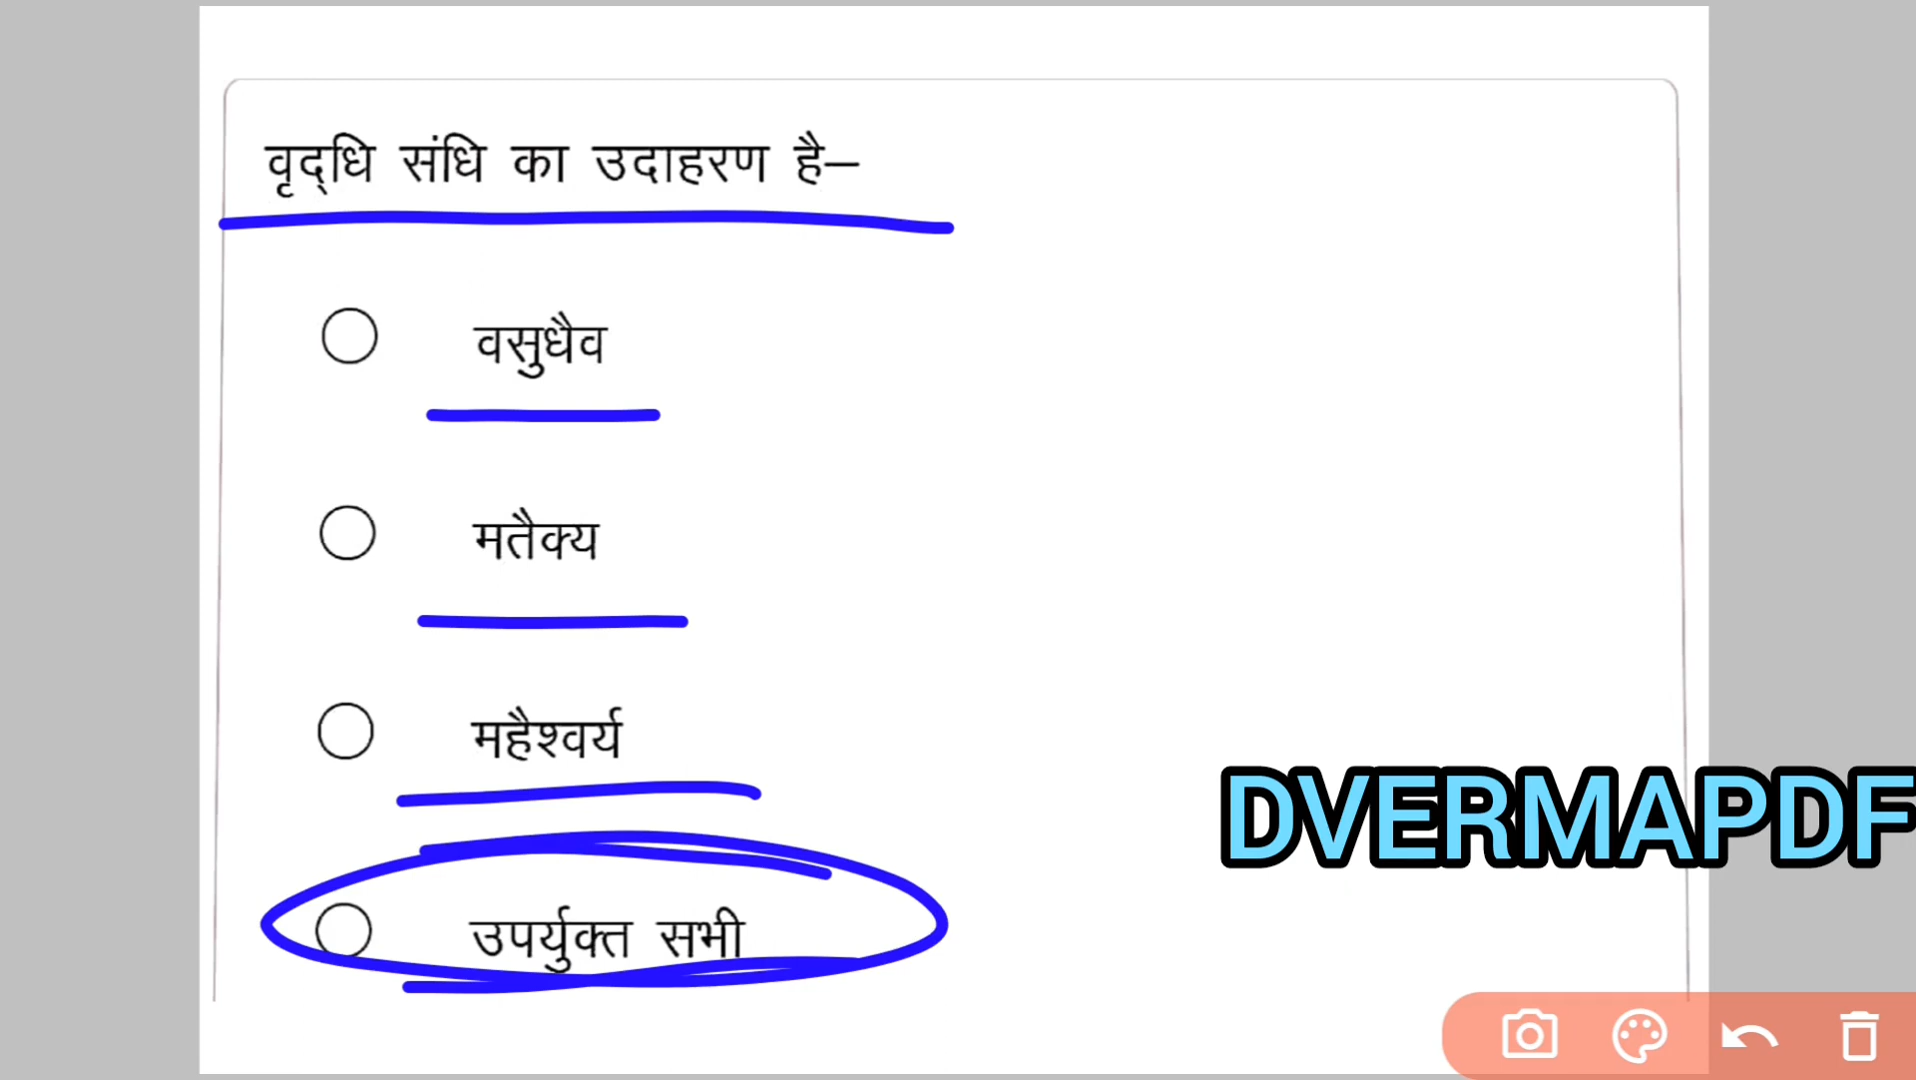 वृद्‌धि संधि का उदाहरण है–
वसुधैव
मतैक्य
महैश्वर्य
उपर्युक्त सभी
DVERMAPDF